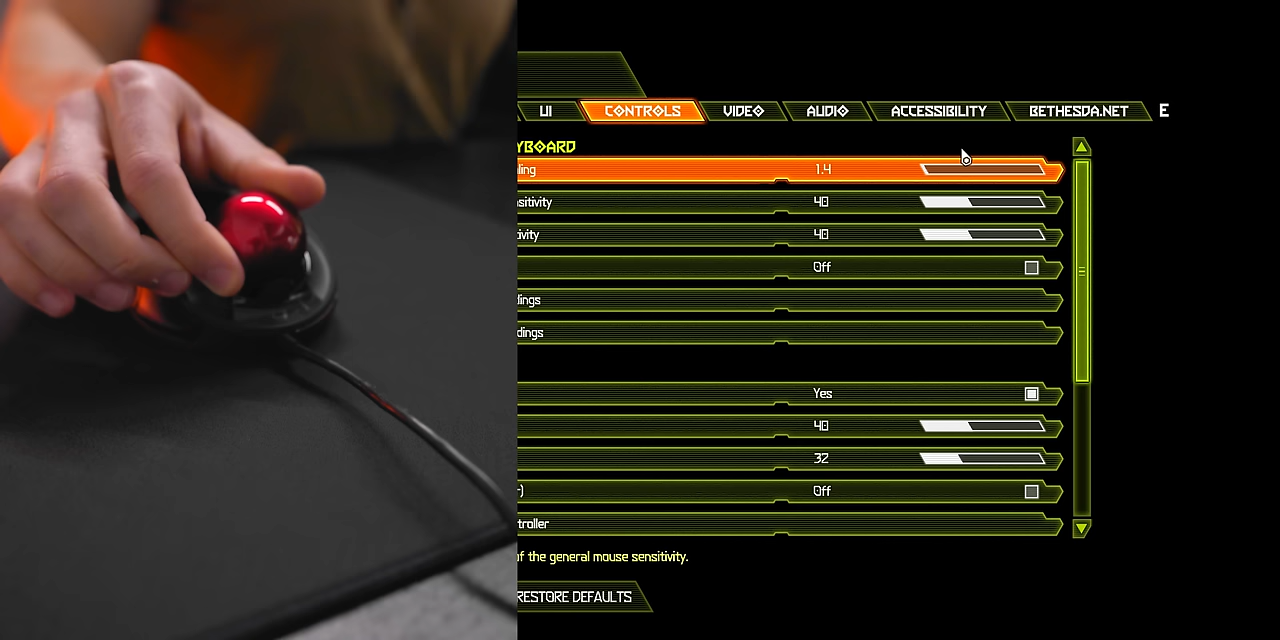 UI CONTROLS VIDEO AUDIO ACCESSIBILITY BETHESDA.NET E
YBOARD
ling 1.4
sitivity 40
ivity 40
Off
dings
dings
Yes
40
32
r) Off
troller
of the general mouse sensitivity.
RESTORE DEFAULTS